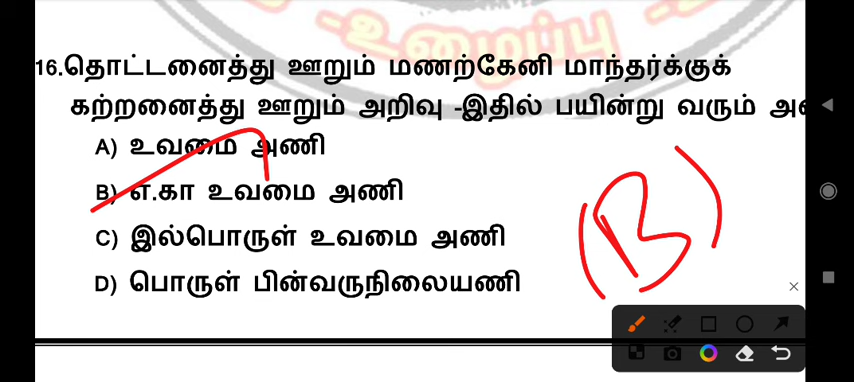 உழைப்பு
16.தொட்டனைத்து ஊறும் மணற்கேனி மாந்தர்க்குக்
கற்றனைத்து ஊறும் அறிவு -இதில் பயின்று வரும்
A) உவமை அணி
B) எ.கா உவமை அணி
C) இல்பொருள் உவமை அணி
D) பொருள் பின்வருநிலையணி
(B)